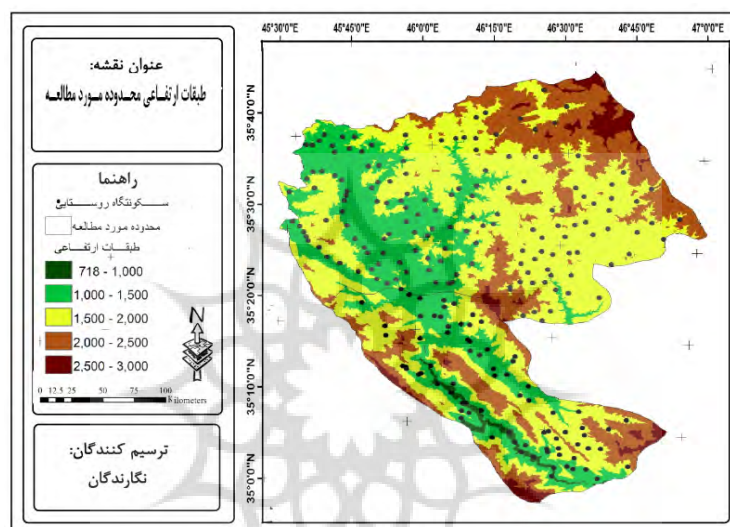 عنوان نقشه:
طبقات ارتفاعی محدوده مورد مطالعه
راهنما
سکونتگاه روستایی
محدوده مورد مطالعه
طبقات ارتفاعی
718 - 1,000
1,000 - 1,500
1,500 - 2,000
2,000 - 2,500
2,500 - 3,000
N
0 12.5 25 50 75 100
Kilometers
ترسیم کنندگان:
نگارندگان
45°30'0"E 45°45'0"E 46°0'0"E 46°15'0"E 46°30'0"E 46°45'0"E 47°0'0"E
35°40'0"N
35°30'0"N
35°20'0"N
35°10'0"N
35°0'0"N